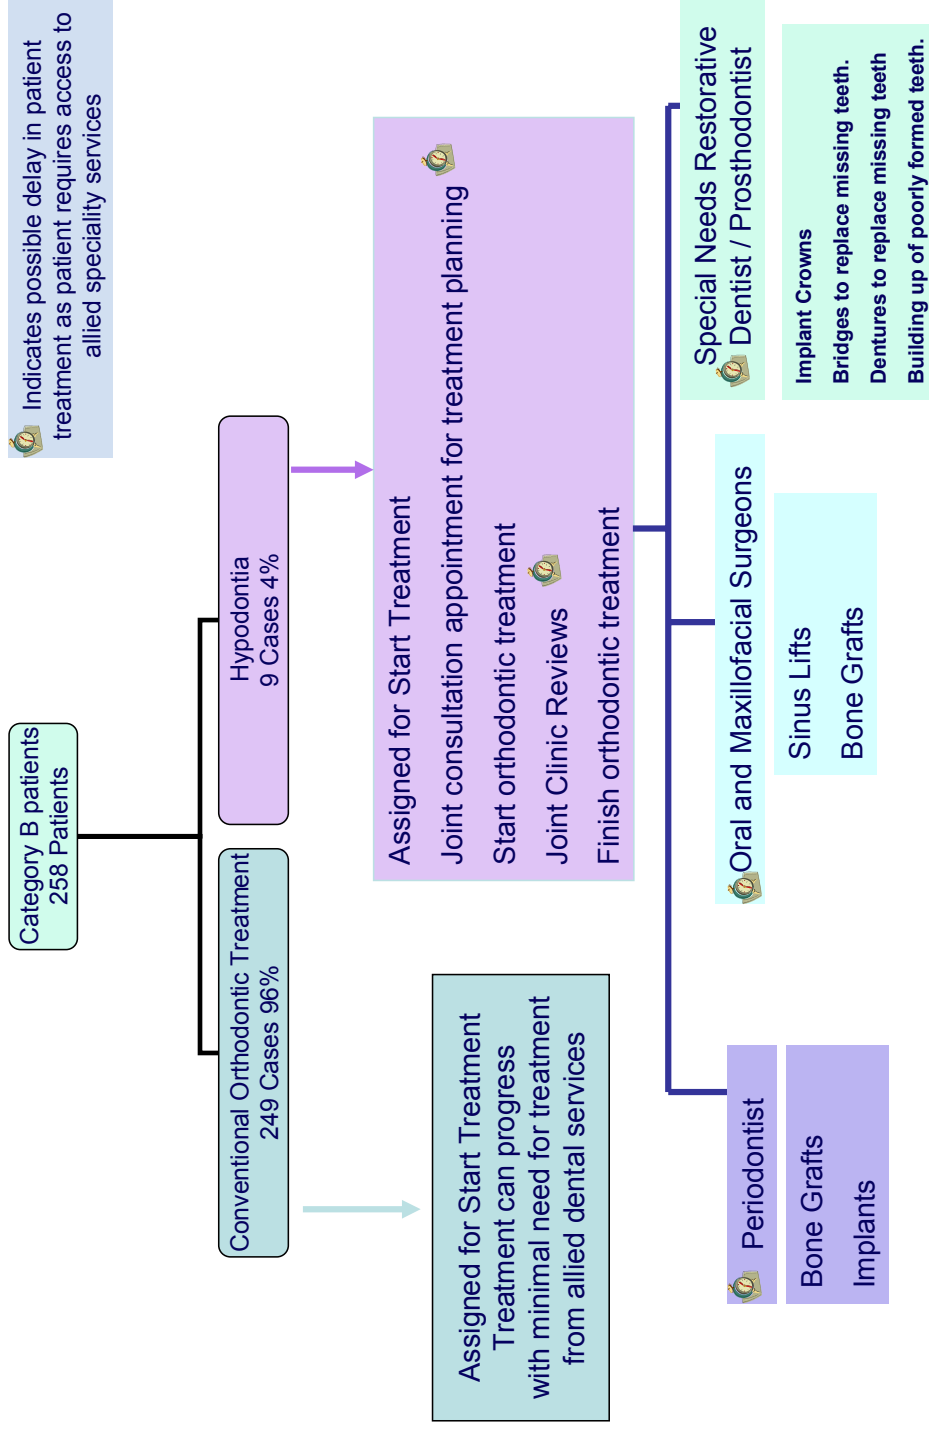 Indicates possible delay in patient
treatment as patient requires access to
allied speciality services
Category B patients
258 Patients
Conventional Orthodontic Treatment
249 Cases 96%
Hypodontia
9 Cases 4%
Assigned for Start Treatment
Treatment can progress
with minimal need for treatment
from allied dental services
Assigned for Start Treatment
Joint consultation appointment for treatment planning
Start orthodontic treatment
Joint Clinic Reviews
Finish orthodontic treatment
Periodontist
Bone Grafts
Implants
Oral and Maxillofacial Surgeons
Sinus Lifts
Bone Grafts
Special Needs Restorative
Dentist / Prosthodontist
Implant Crowns
Bridges to replace missing teeth.
Dentures to replace missing teeth
Building up of poorly formed teeth.